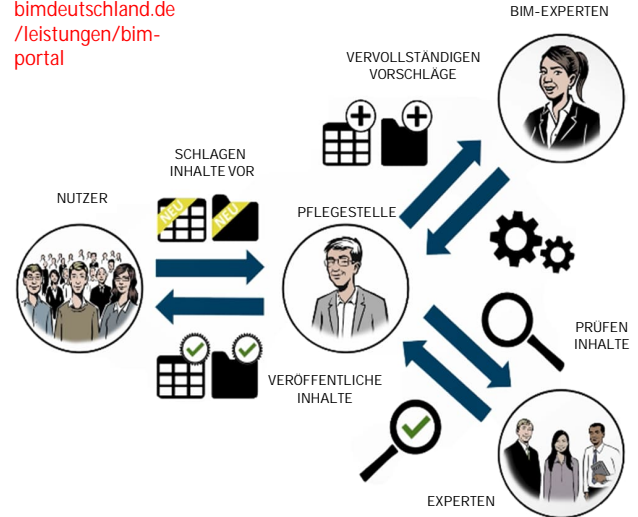 bimdeutschland.de
/leistungen/bim-
portal
BIM-EXPERTEN
VERVOLLSTÄNDIGEN
VORSCHLÄGE
SCHLAGEN
INHALTE VOR
NUTZER
NEU
NEU
PFLEGESTELLE
PRÜFEN
INHALTE
VERÖFFENTLICHE
INHALTE
EXPERTEN